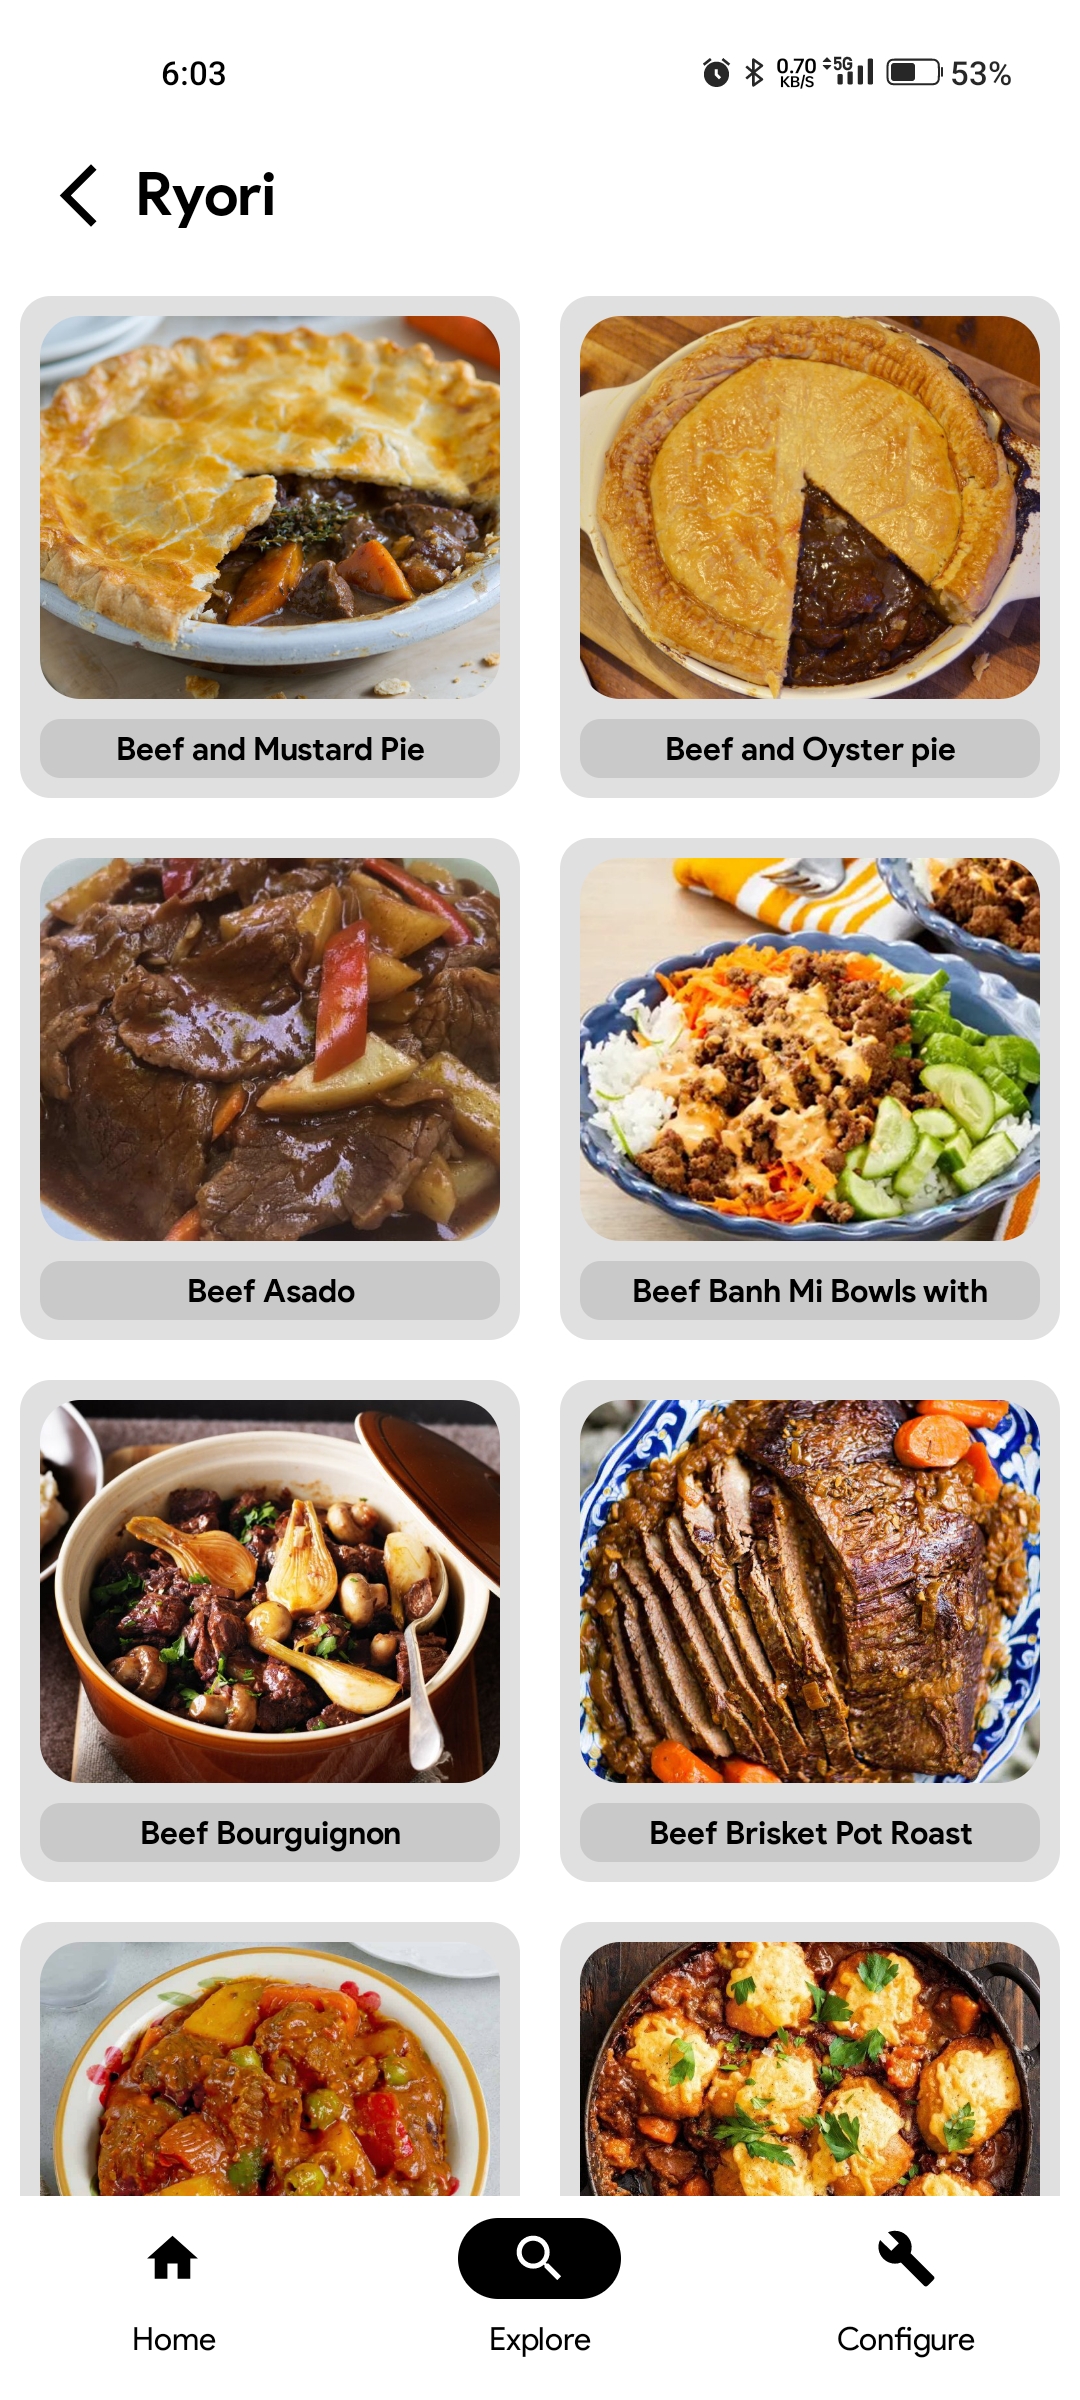 6:03
0.70
KB/S
5G
53%
Ryori
Beef and Mustard Pie
Beef and Oyster pie
Beef Asado
Beef Banh Mi Bowls with
Beef Bourguignon
Beef Brisket Pot Roast
Home
Explore
Configure